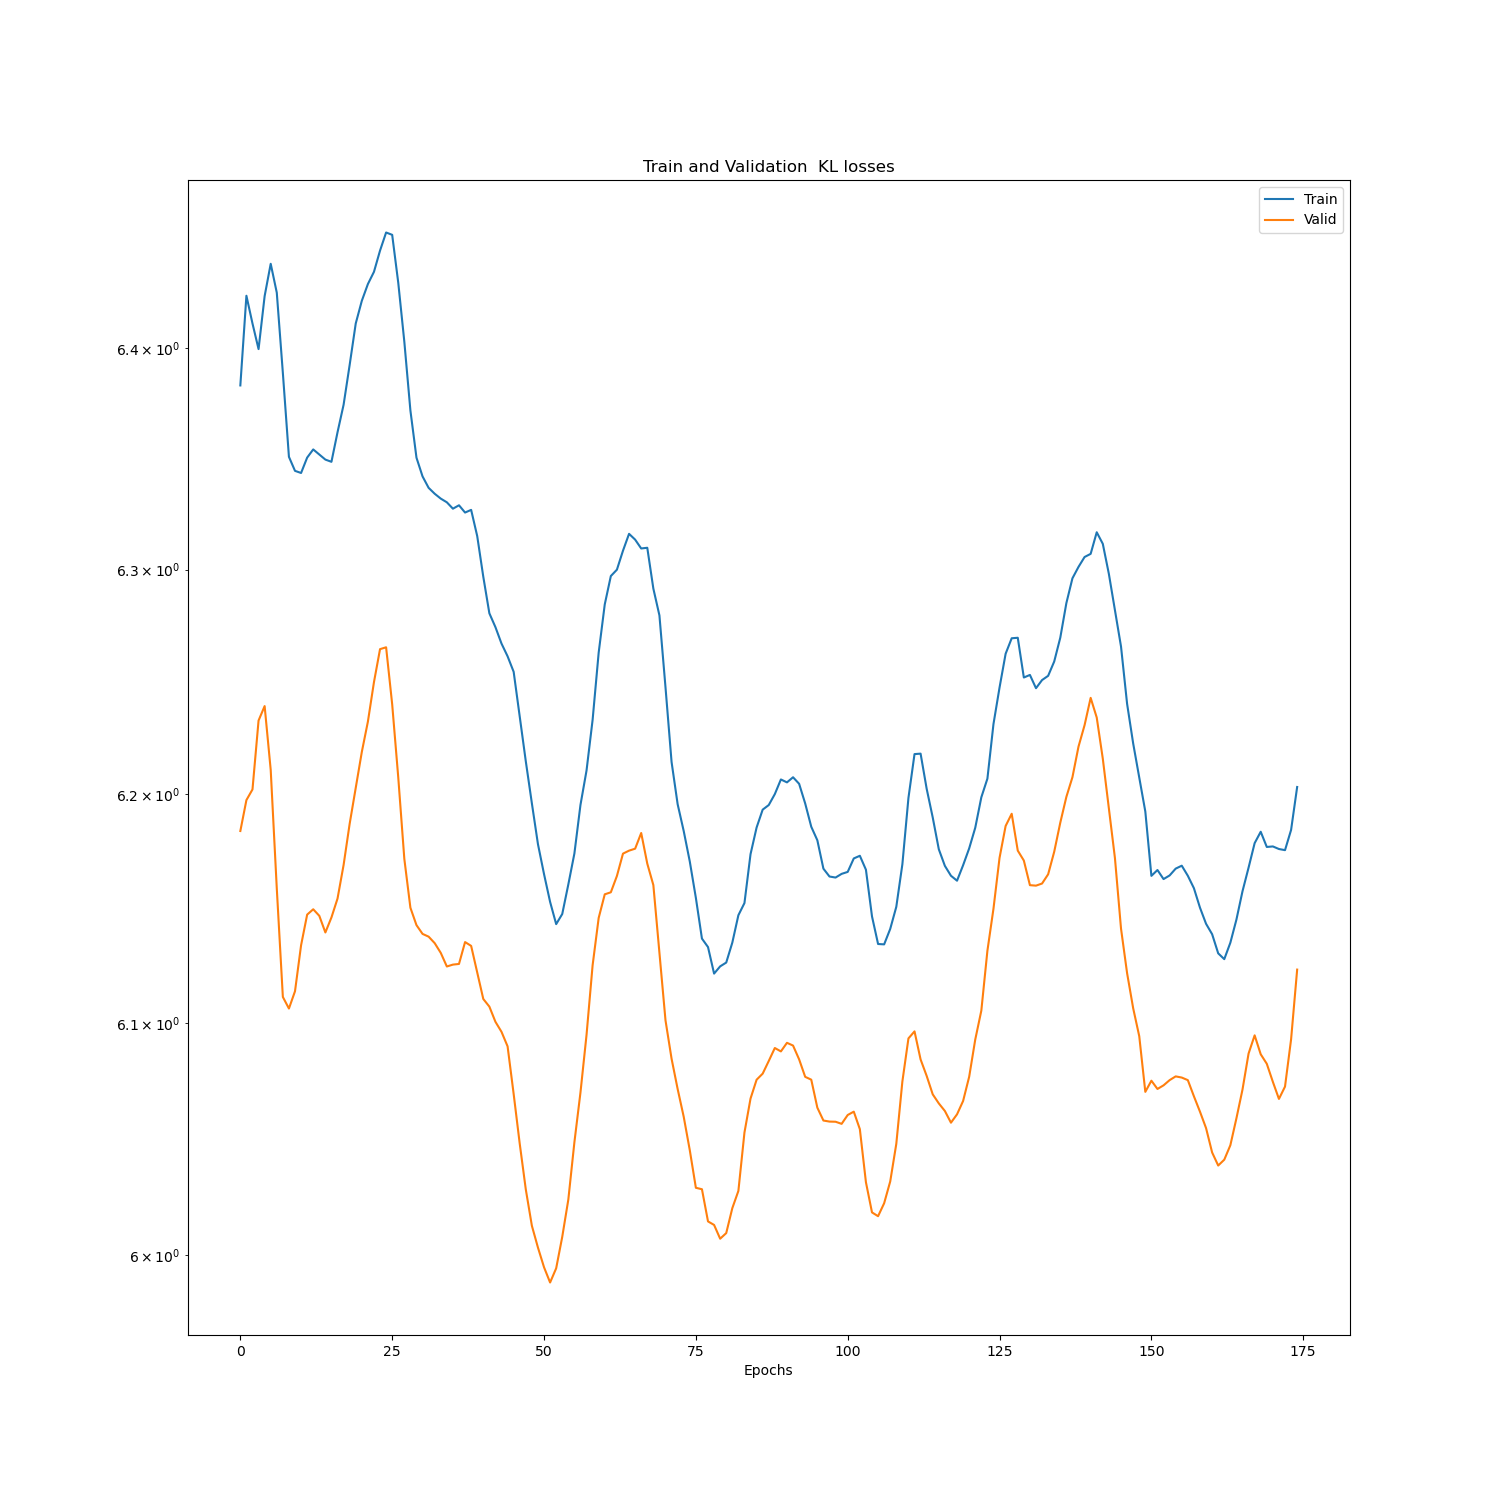 Train and Validation  KL losses
Train
Valid
6.4 × 10⁰
6.3 × 10⁰
6.2 × 10⁰
6.1 × 10⁰
6 × 10⁰
0 25 50 75 100 125 150 175
Epochs